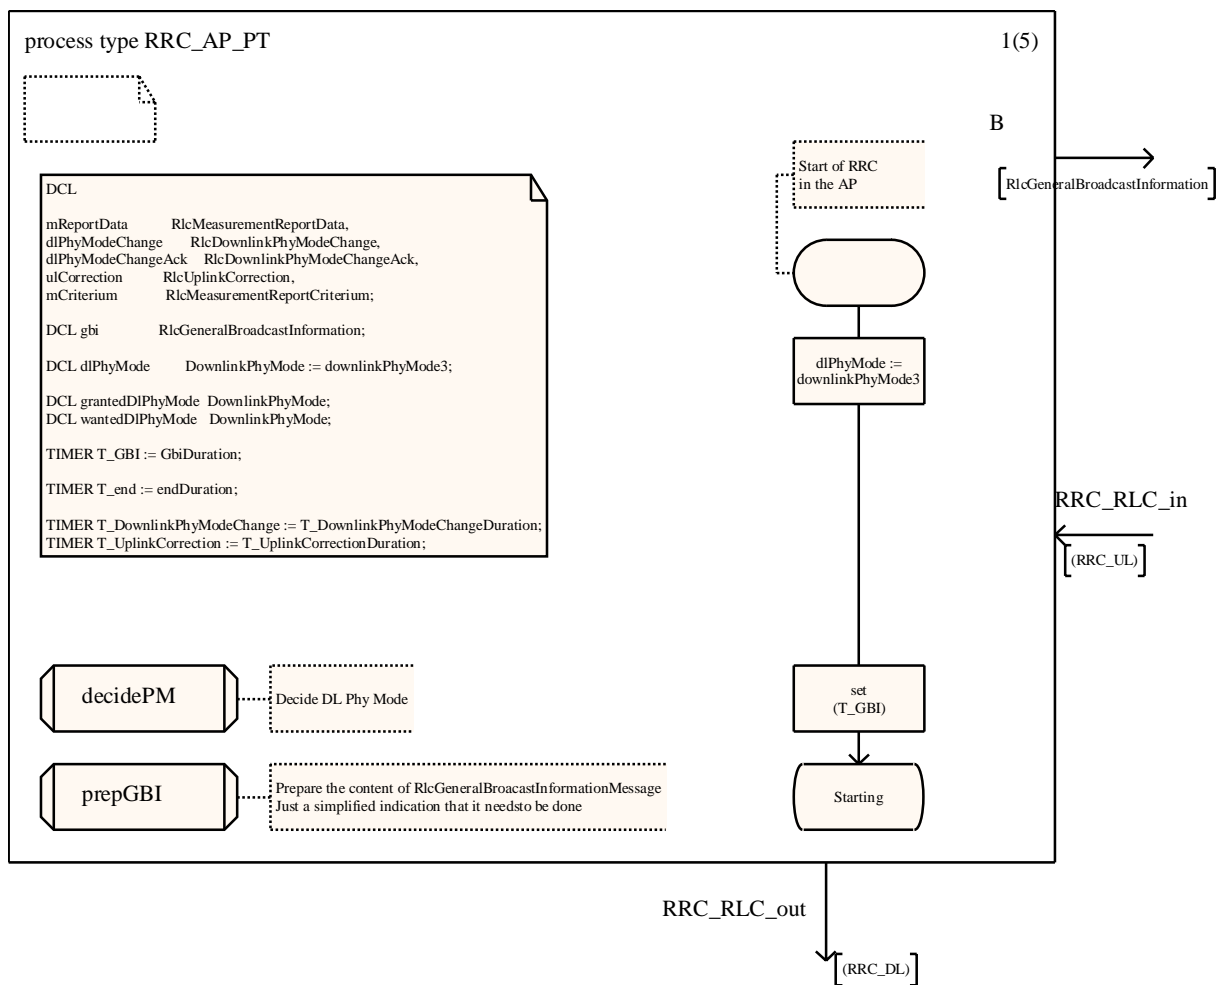 process type RRC_AP_PT
1(5)
B
[RlcGeneralBroadcastInformation]
Start of RRC
in the AP
DCL
mReportData RlcMeasurementReportData,
dlPhyModeChange RlcDownlinkPhyModeChange,
dlPhyModeChangeAck RlcDownlinkPhyModeChangeAck,
ulCorrection RlcUplinkCorrection,
mCriterium RlcMeasurementReportCriterium;
DCL gbi RlcGeneralBroadcastInformation;
DCL dlPhyMode DownlinkPhyMode := downlinkPhyMode3;
DCL grantedDlPhyMode DownlinkPhyMode;
DCL wantedDlPhyMode DownlinkPhyMode;
TIMER T_GBI := GbiDuration;
TIMER T_end := endDuration;
TIMER T_DownlinkPhyModeChange := T_DownlinkPhyModeChangeDuration;
TIMER T_UplinkCorrection := T_UplinkCorrectionDuration;
dlPhyMode :=
downlinkPhyMode3
RRC_RLC_in
[(RRC_UL)]
decidePM
Decide DL Phy Mode
set
(T_GBI)
prepGBI
Prepare the content of RlcGeneralBroacastInformationMessage
Just a simplified indication that it needsto be done
Starting
RRC_RLC_out
[(RRC_DL)]